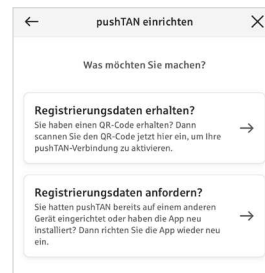 pushTAN einrichten
Was möchten Sie machen?
Registrierungsdaten erhalten?
Sie haben einen QR-Code erhalten? Dann
scannen Sie den QR-Code jetzt hier ein, um Ihre
pushTAN-Verbindung zu aktivieren.
Registrierungsdaten anfordern?
Sie hatten pushTAN bereits auf einem anderen
Gerät eingerichtet oder haben die App neu
installiert? Dann richten Sie die App wieder neu
ein.